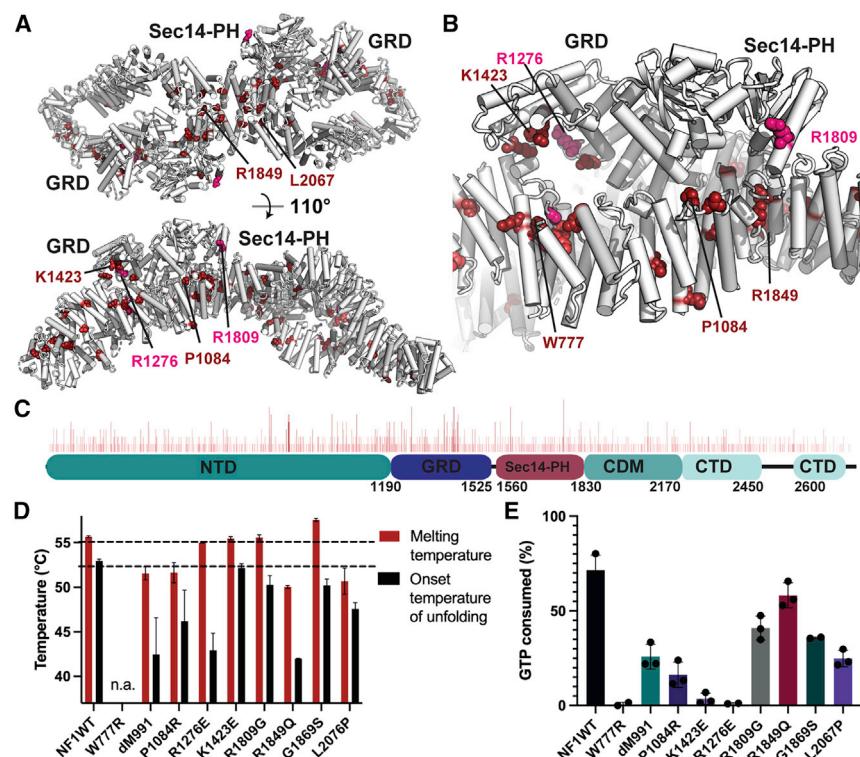 A
Sec14-PH
GRD
R1849
L2067
GRD
110°
GRD
Sec14-PH
K1423
R1276
P1084
R1809
B
GRD
Sec14-PH
R1276
K1423
R1809
R1849
P1084
W777
C
NTD
GRD
Sec14-PH
CDM
CTD
CTD
1190
1525
1560
1830
2170
2450
2600
D
Temperature (°C)
55
50
45
40
n.a.
Melting
temperature
Onset
temperature
of unfolding
NF1WT
W777R
dM991
P1084R
R1276E
K1423E
R1809G
R1849Q
G1869S
L2076P
E
GTP consumed (%)
100
50
0
NF1WT
W777R
dM991
P1084R
K1423E
R1276E
R1809G
R1849Q
G1869S
L2067P